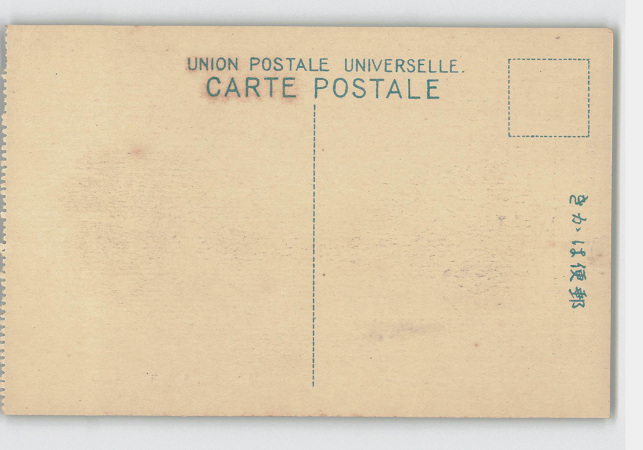 UNION POSTALE UNIVERSELLE.
CARTE POSTALE
郵便はかき